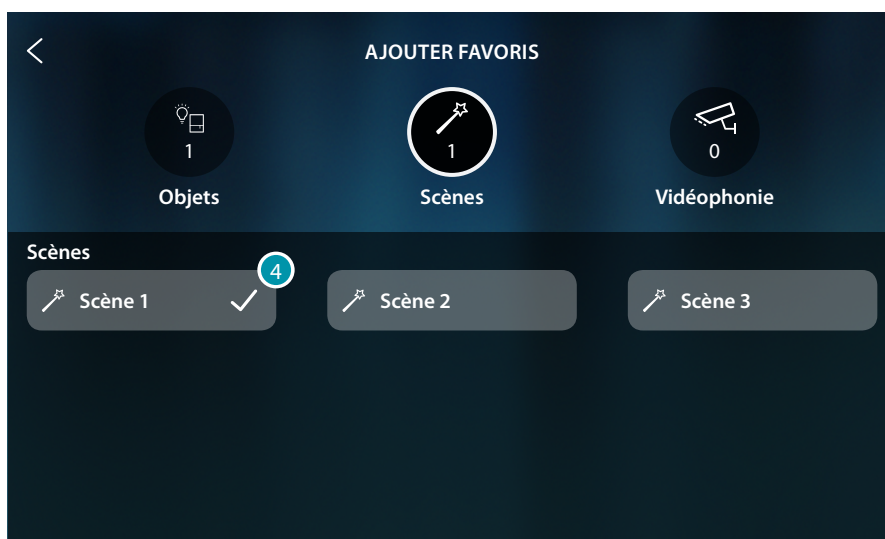 AJOUTER FAVORIS
1
1
0
Objets
Scènes
Vidéophonie
Scènes
4
Scène 1
Scène 2
Scène 3